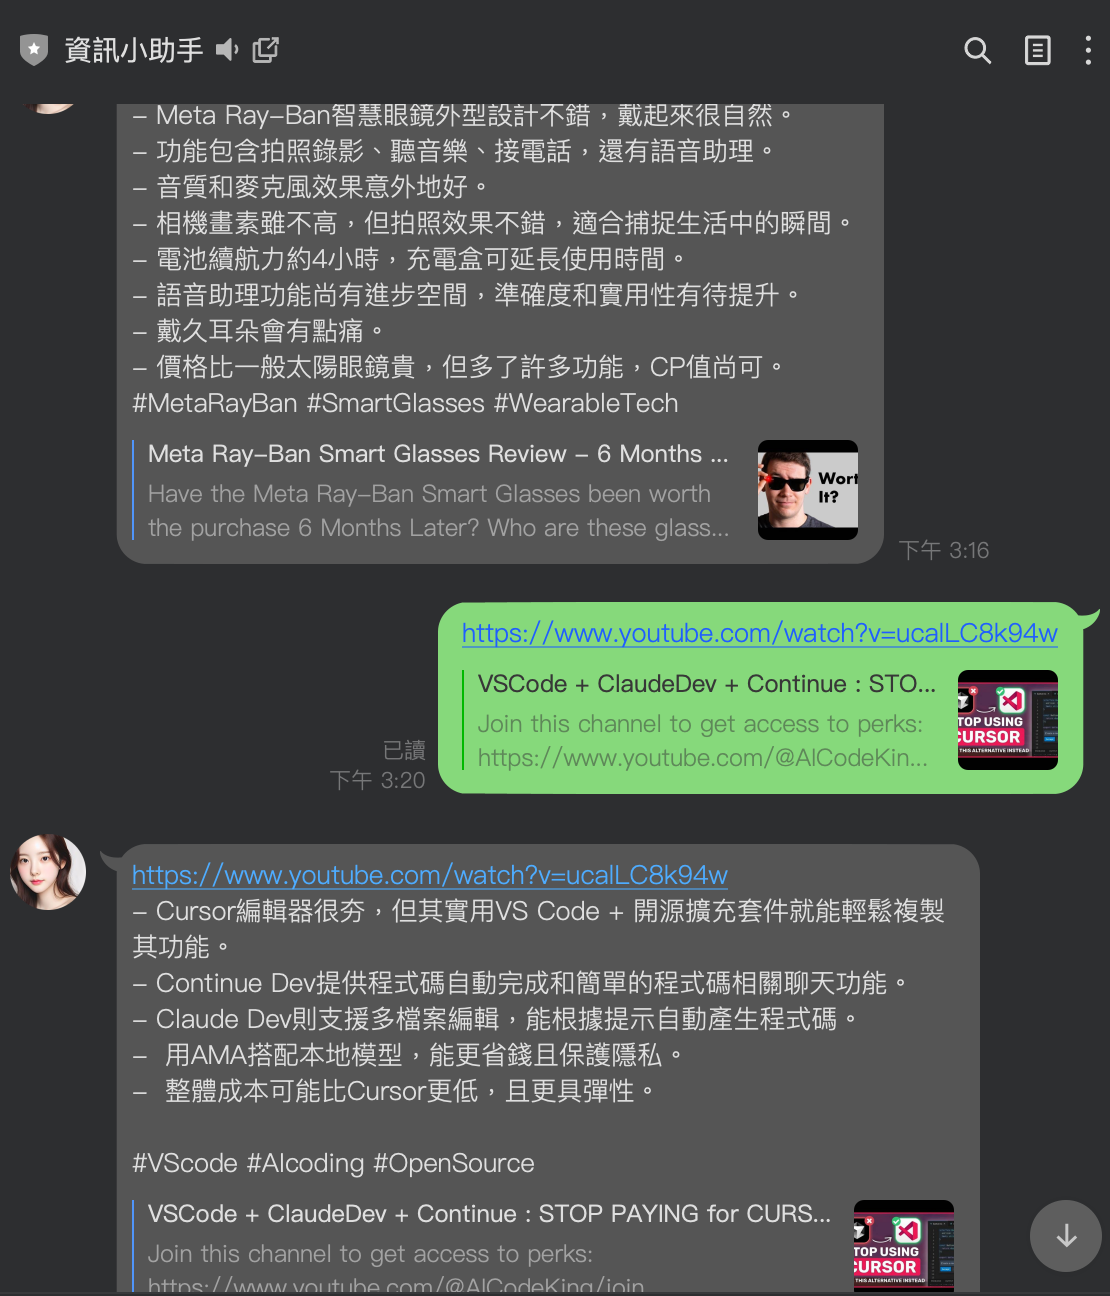 資訊小助手
– Meta Ray–Ban智慧眼鏡外型設計不錯，戴起來很自然。
– 功能包含拍照錄影、聽音樂、接電話，還有語音助理。
– 音質和麥克風效果意外地好。
– 相機畫素雖不高，但拍照效果不錯，適合捕捉生活中的瞬間。
– 電池續航力約4小時，充電盒可延長使用時間。
– 語音助理功能尚有進步空間，準確度和實用性有待提升。
– 戴久耳朵會有點痛。
– 價格比一般太陽眼鏡貴，但多了許多功能，CP值尚可。
#MetaRayBan #SmartGlasses #WearableTech
Meta Ray–Ban Smart Glasses Review – 6 Months ...
Have the Meta Ray–Ban Smart Glasses been worth
the purchase 6 Months Later? Who are these glass...
Wort
It?
下午 3:16
https://www.youtube.com/watch?v=ucalLC8k94w
VSCode + ClaudeDev + Continue : STO...
Join this channel to get access to perks:
https://www.youtube.com/@AICodeKin...
TOP USING
CURSOR
THIS ALTERNATIVE INSTEAD
已讀
下午 3:20
https://www.youtube.com/watch?v=ucalLC8k94w
– Cursor編輯器很夯，但其實用VS Code + 開源擴充套件就能輕鬆複製
其功能。
– Continue Dev提供程式碼自動完成和簡單的程式碼相關聊天功能。
– Claude Dev則支援多檔案編輯，能根據提示自動產生程式碼。
–  用AMA搭配本地模型，能更省錢且保護隱私。
–  整體成本可能比Cursor更低，且更具彈性。
#VScode #AIcoding #OpenSource
VSCode + ClaudeDev + Continue : STOP PAYING for CURS...
Join this channel to get access to perks:
https://www.youtube.com/@AICodeKing/join
TOP USING
CURSOR
THIS ALTERNATIVE INSTEAD